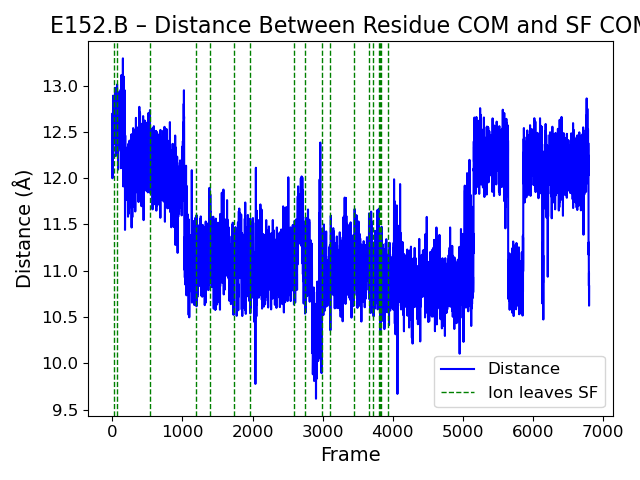 E152.B – Distance Between Residue COM and SF COM
13.0
12.5
12.0
11.5
11.0
10.5
10.0
9.5
Distance (Å)
0 1000 2000 3000 4000 5000 6000 7000
Frame
Distance
Ion leaves SF